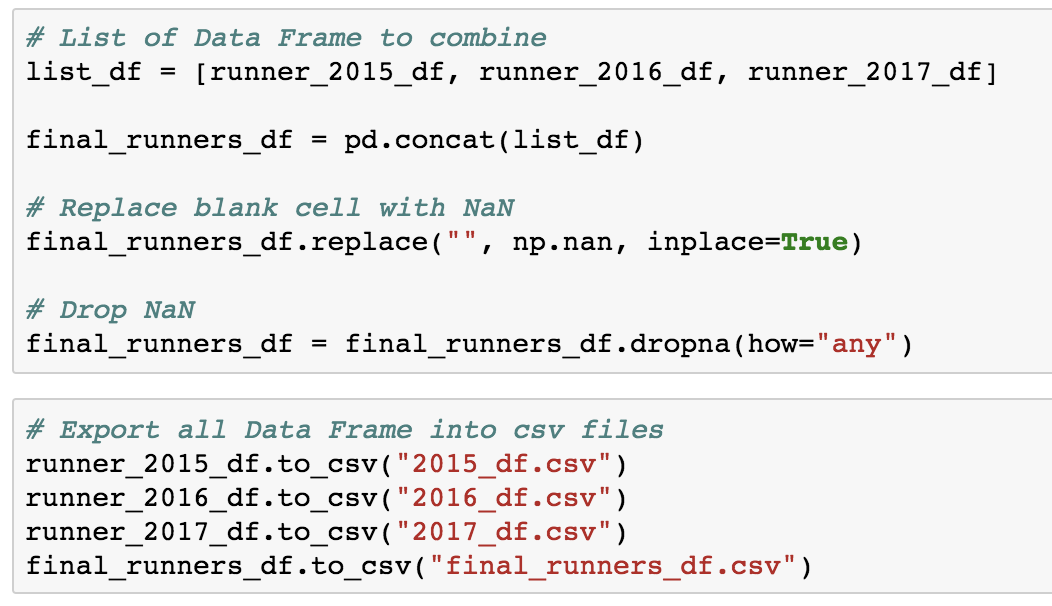 # List of Data Frame to combine
list_df = [runner_2015_df, runner_2016_df, runner_2017_df]
final_runners_df = pd.concat(list_df)
# Replace blank cell with NaN
final_runners_df.replace("", np.nan, inplace=True)
# Drop NaN
final_runners_df = final_runners_df.dropna(how="any")
# Export all Data Frame into csv files
runner_2015_df.to_csv("2015_df.csv")
runner_2016_df.to_csv("2016_df.csv")
runner_2017_df.to_csv("2017_df.csv")
final_runners_df.to_csv("final_runners_df.csv")